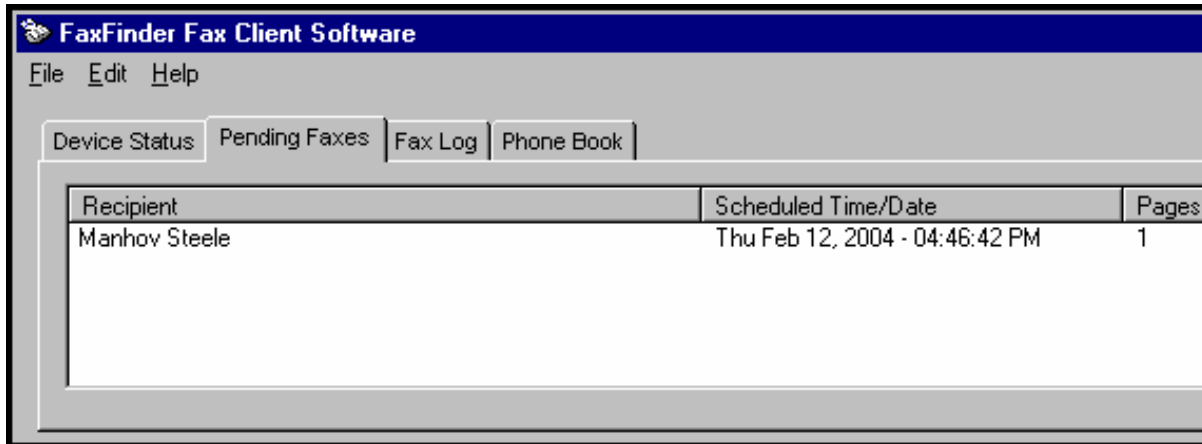 FaxFinder Fax Client Software
File Edit Help
Device Status Pending Faxes Fax Log Phone Book
Recipient Scheduled Time/Date Pages
Manhov Steele Thu Feb 12, 2004 - 04:46:42 PM 1